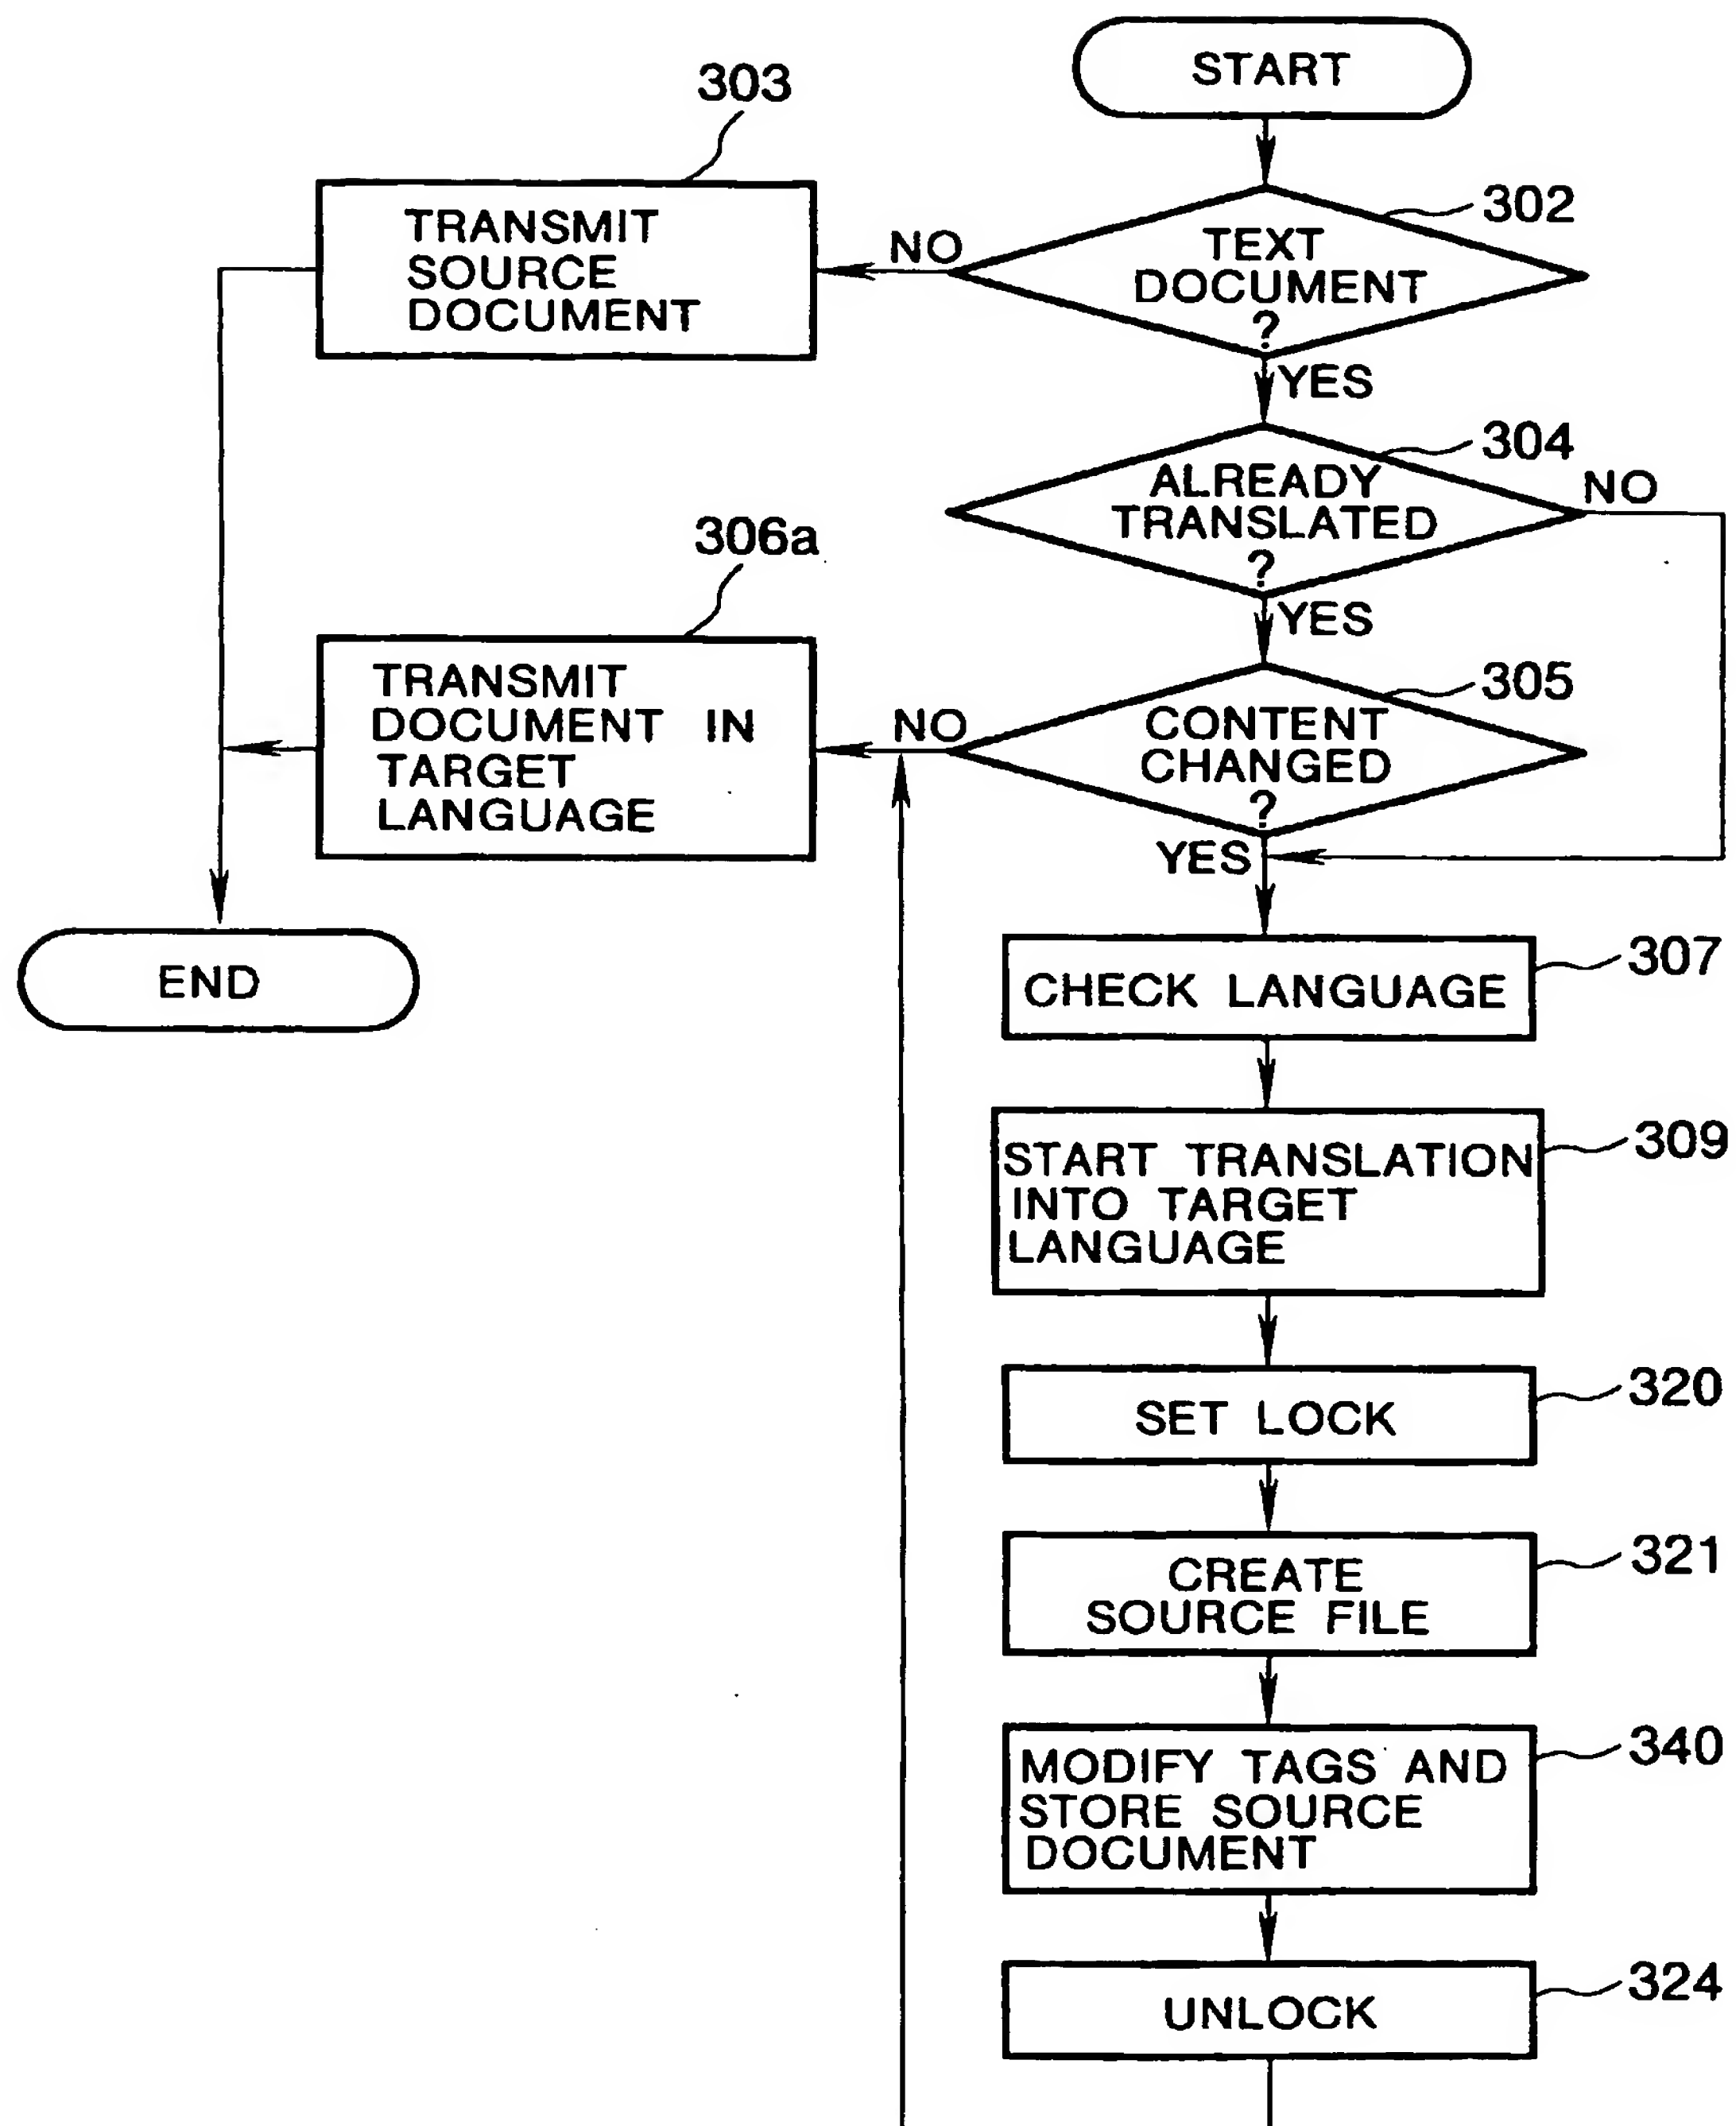 START
303
TRANSMIT
SOURCE
DOCUMENT
NO
302
TEXT
DOCUMENT
?
YES
304
ALREADY
TRANSLATED
?
NO
YES
306a
TRANSMIT
DOCUMENT IN
TARGET
LANGUAGE
NO
305
CONTENT
CHANGED
?
YES
END
307
CHECK LANGUAGE
309
START TRANSLATION
INTO TARGET
LANGUAGE
320
SET LOCK
321
CREATE
SOURCE FILE
340
MODIFY TAGS AND
STORE SOURCE
DOCUMENT
324
UNLOCK